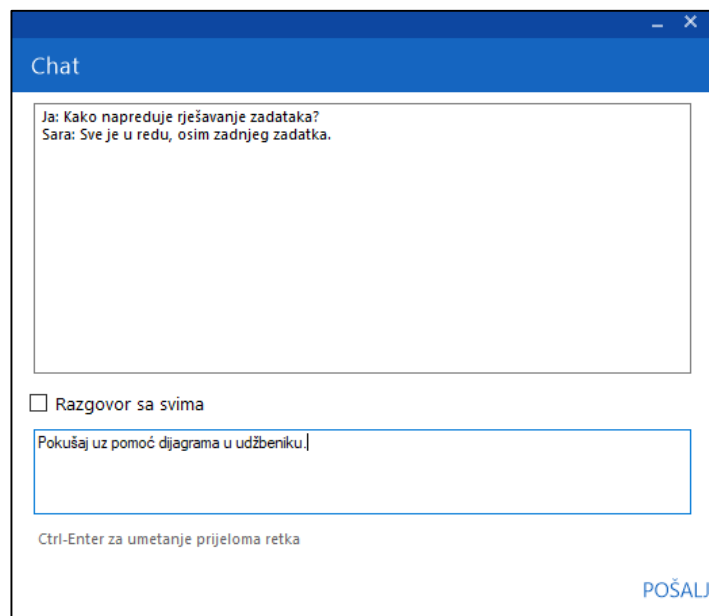 Chat
Ja: Kako napreduje rješavanje zadataka?
Sara: Sve je u redu, osim zadnjeg zadatka.
Razgovor sa svima
Pokušaj uz pomoć dijagrama u udžbeniku.
Ctrl-Enter za umetanje prijeloma retka
POŠALJ